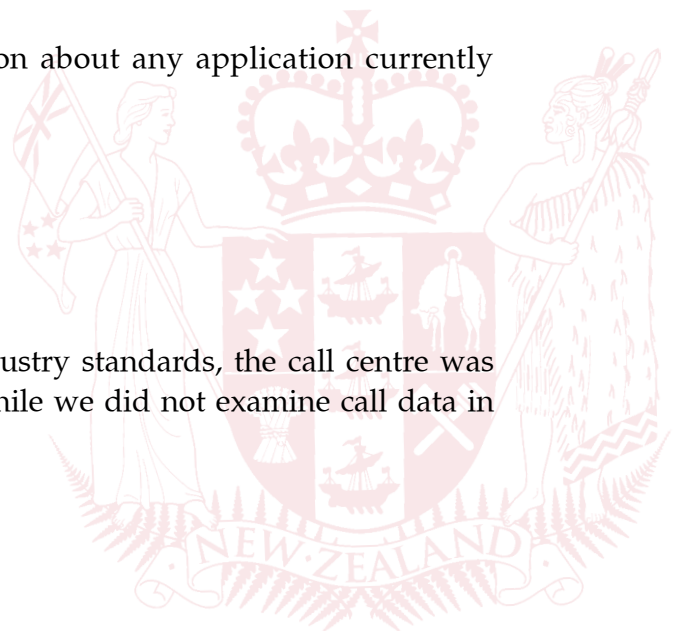 on about any application currently
ustry standards, the call centre was
hile we did not examine call data in
NEW·ZEALAND